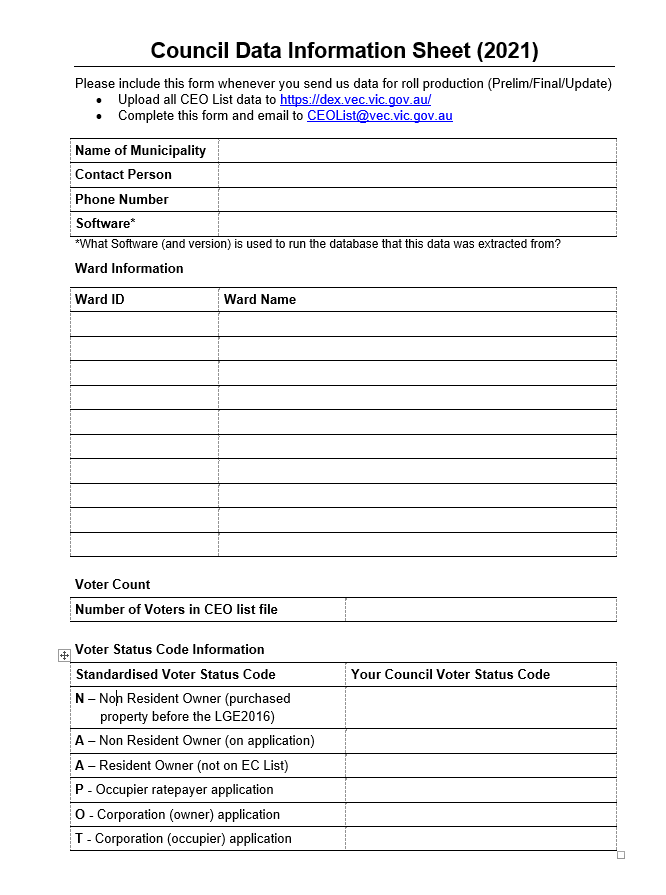 Council Data Information Sheet (2021)
Please include this form whenever you send us data for roll production (Prelim/Final/Update)
• Upload all CEO List data to https://dex.vec.vic.gov.au/
• Complete this form and email to CEOList@vec.vic.gov.au
Name of Municipality
Contact Person
Phone Number
Software*
*What Software (and version) is used to run the database that this data was extracted from?
Ward Information
Ward ID Ward Name
Voter Count
Number of Voters in CEO list file
Voter Status Code Information
Standardised Voter Status Code Your Council Voter Status Code
N – Non Resident Owner (purchased
property before the LGE2016)
A – Non Resident Owner (on application)
A – Resident Owner (not on EC List)
P - Occupier ratepayer application
O - Corporation (owner) application
T - Corporation (occupier) application